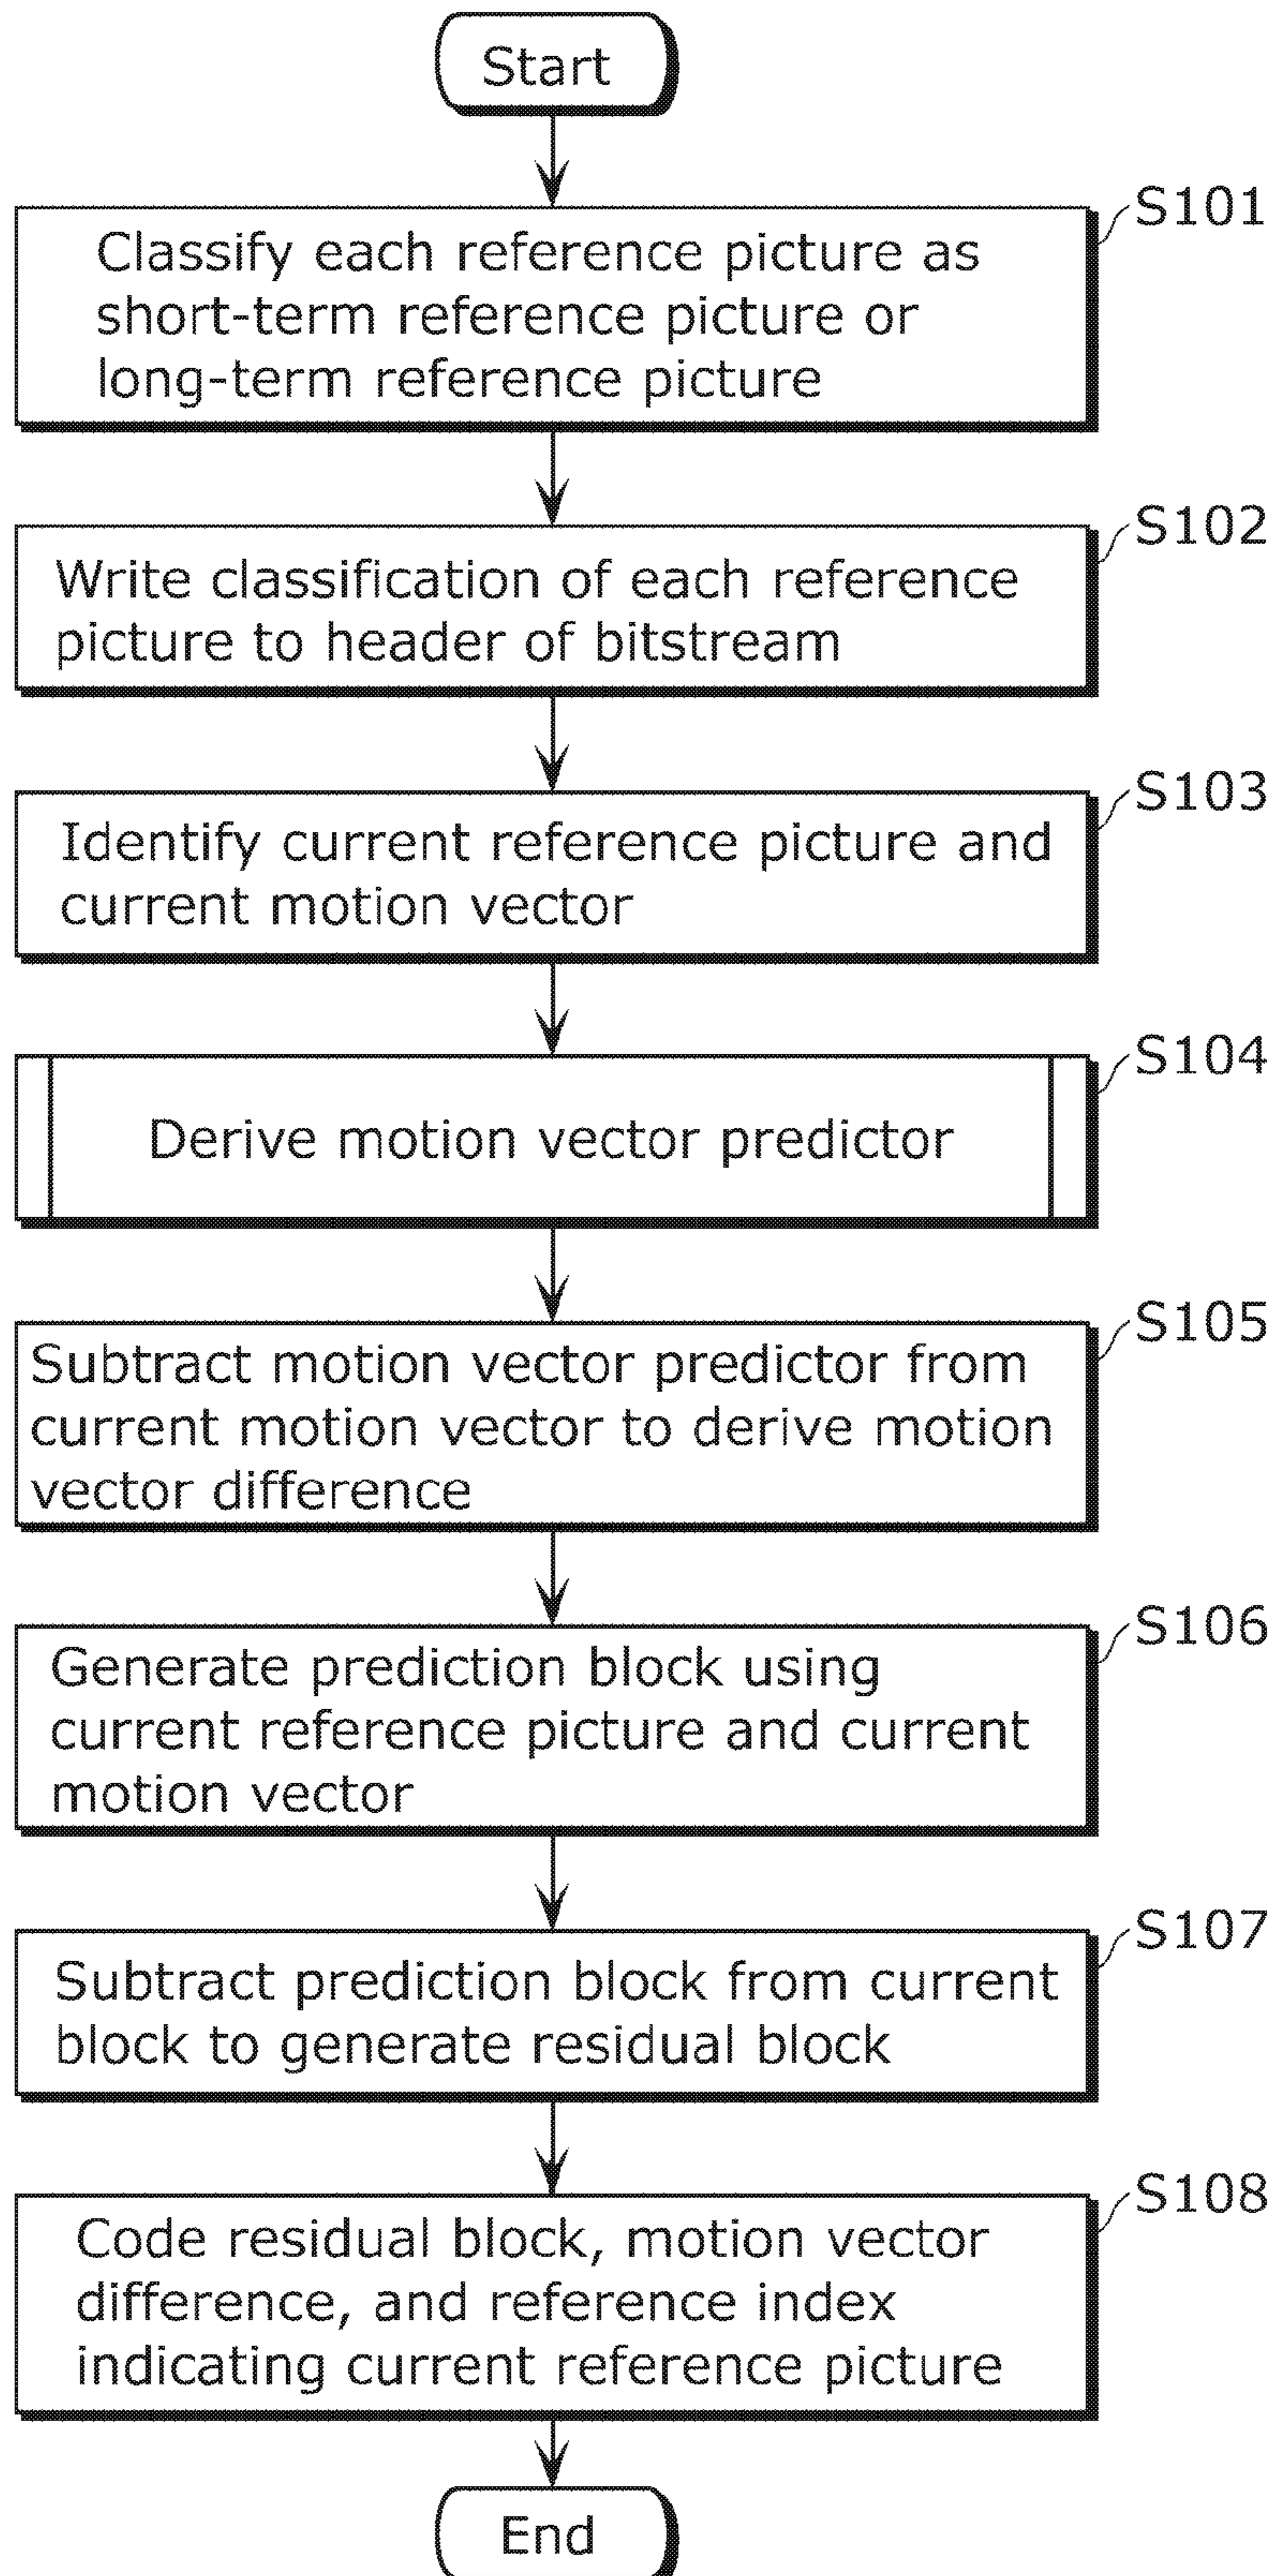 Start
S101
Classify each reference picture as
short-term reference picture or
long-term reference picture
S102
Write classification of each reference
picture to header of bitstream
S103
Identify current reference picture and
current motion vector
S104
Derive motion vector predictor
S105
Subtract motion vector predictor from
current motion vector to derive motion
vector difference
S106
Generate prediction block using
current reference picture and current
motion vector
S107
Subtract prediction block from current
block to generate residual block
S108
Code residual block, motion vector
difference, and reference index
indicating current reference picture
End